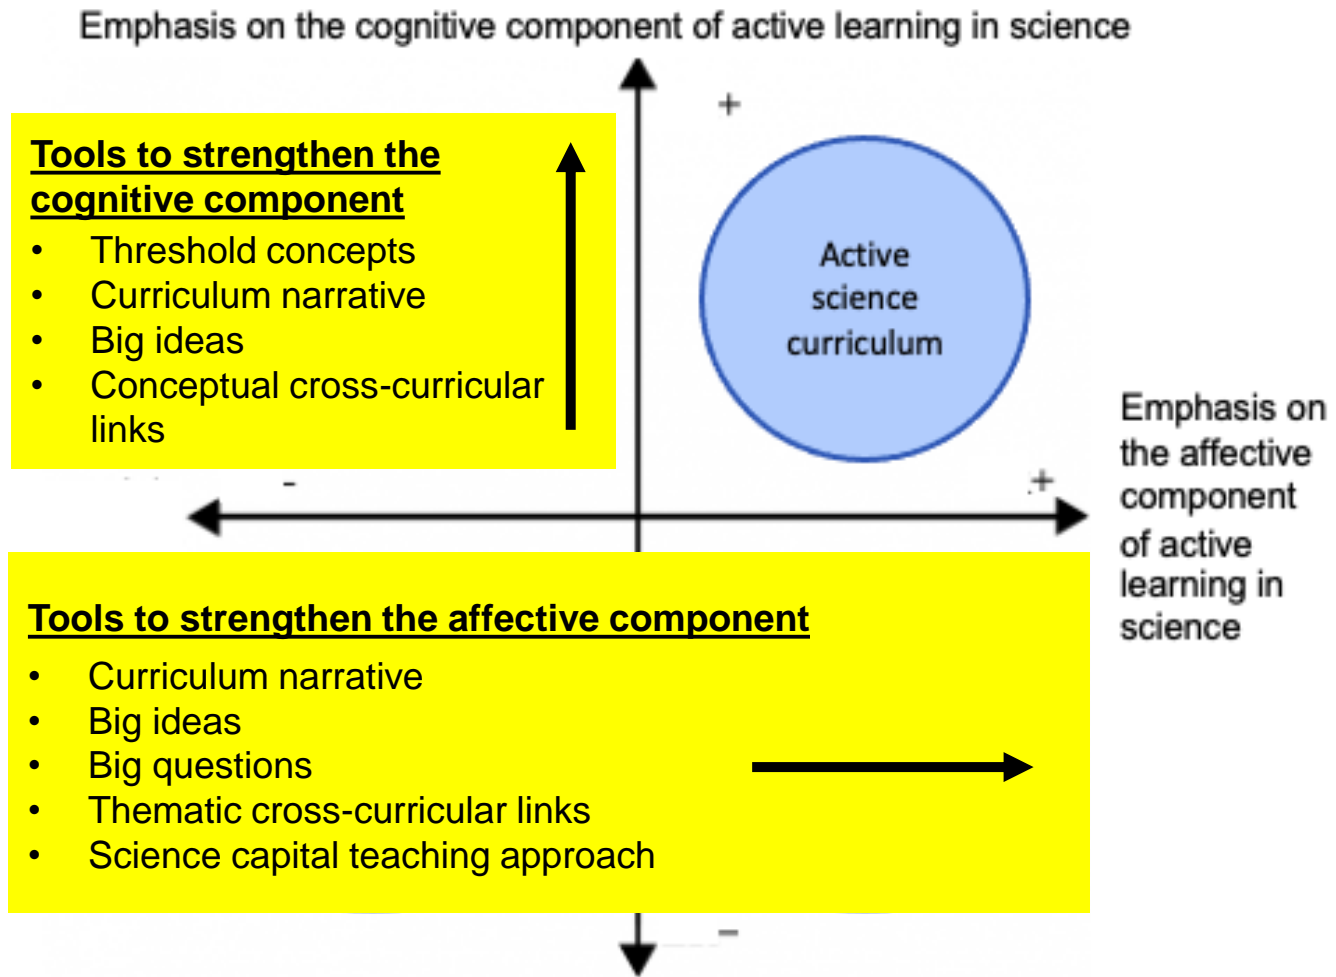 Emphasis on the cognitive component of active learning in science
+
Tools to strengthen the
cognitive component
• Threshold concepts
• Curriculum narrative
• Big ideas
• Conceptual cross-curricular
links
Active
science
curriculum
-
+
Emphasis on
the affective
component
of active
learning in
science
Tools to strengthen the affective component
• Curriculum narrative
• Big ideas
• Big questions
• Thematic cross-curricular links
• Science capital teaching approach
–